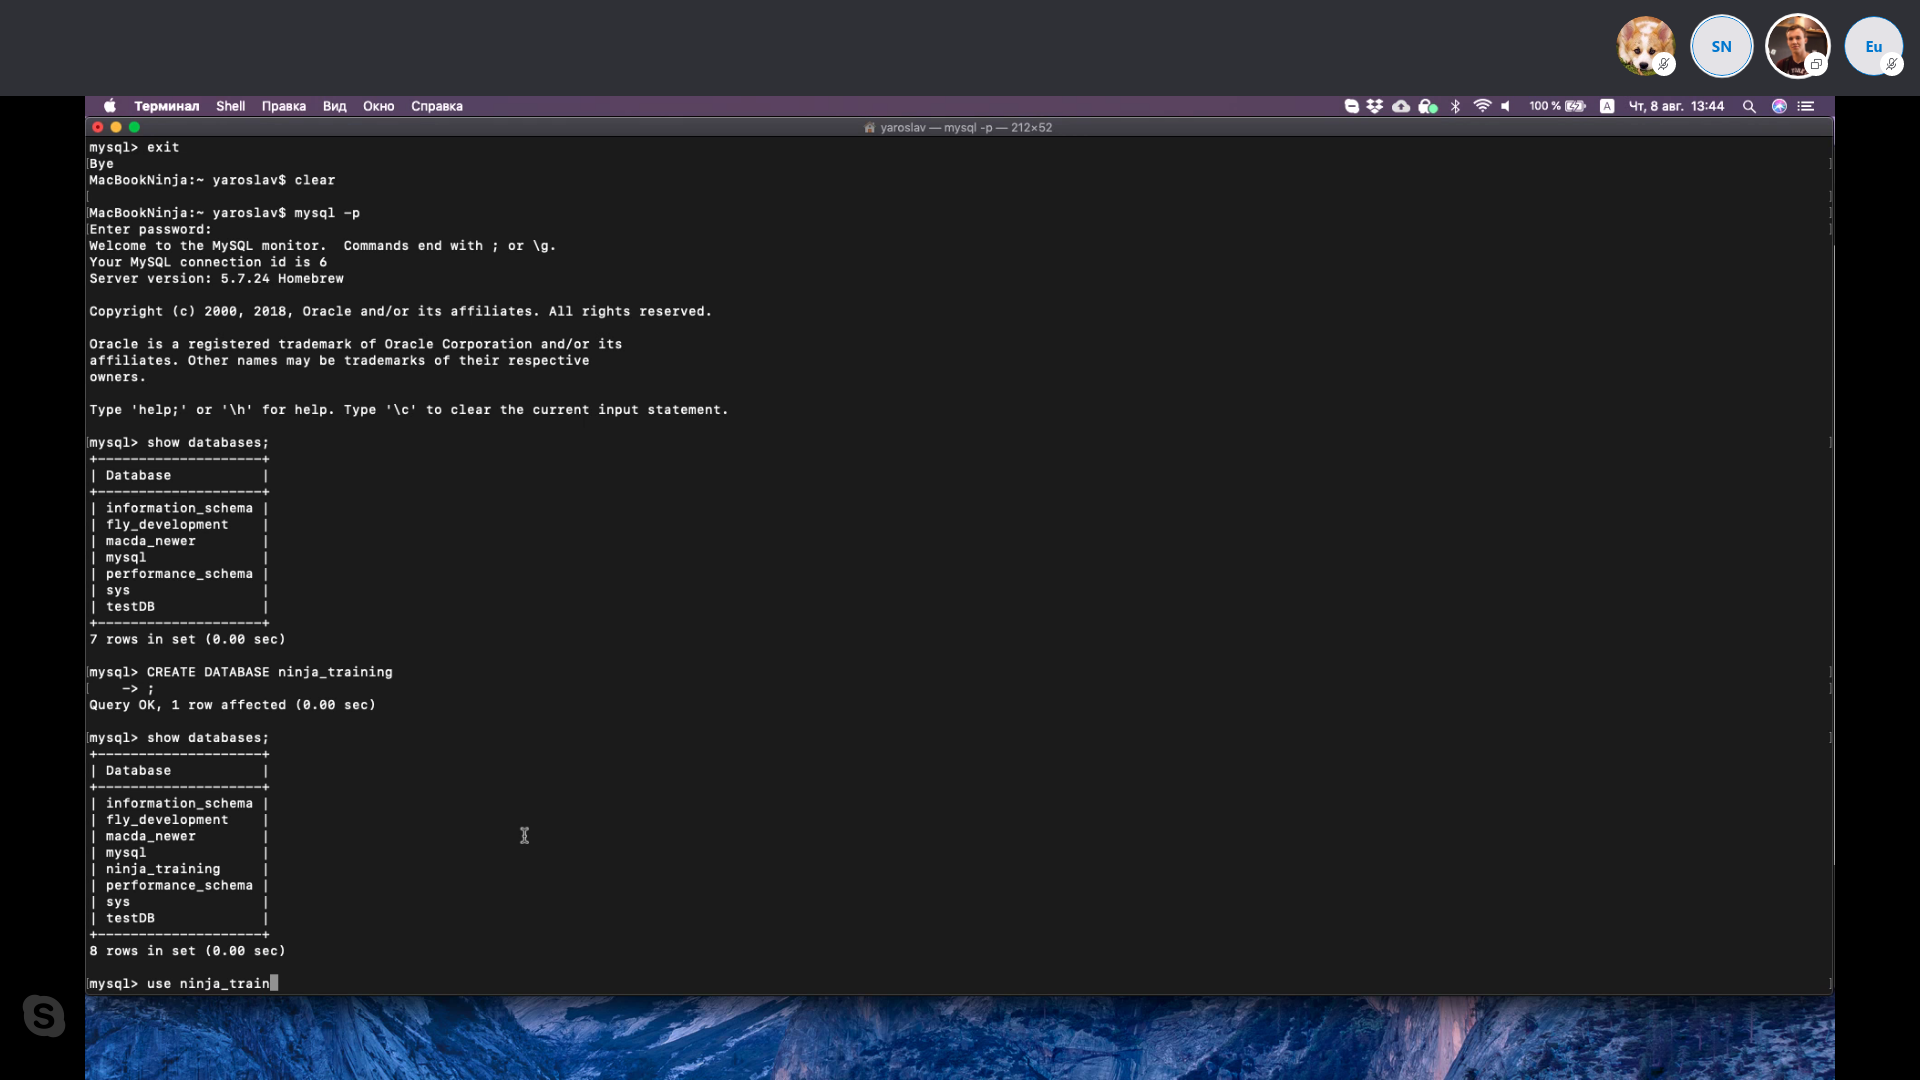 SN
Eu
Терминал Shell Правка Вид Окно Справка 100 % A Чт, 8 авг. 13:44
yaroslav — mysql -p — 212×52
mysql> exit
Bye
MacBookNinja:~ yaroslav$ clear
MacBookNinja:~ yaroslav$ mysql -p
Enter password:
Welcome to the MySQL monitor.  Commands end with ; or \g.
Your MySQL connection id is 6
Server version: 5.7.24 Homebrew
Copyright (c) 2000, 2018, Oracle and/or its affiliates. All rights reserved.
Oracle is a registered trademark of Oracle Corporation and/or its
affiliates. Other names may be trademarks of their respective
owners.
Type 'help;' or '\h' for help. Type '\c' to clear the current input statement.
mysql> show databases;
+--------------------+
| Database           |
+--------------------+
| information_schema |
| fly_development    |
| macda_newer        |
| mysql              |
| performance_schema |
| sys                |
| testDB             |
+--------------------+
7 rows in set (0.00 sec)
mysql> CREATE DATABASE ninja_training
    -> ;
Query OK, 1 row affected (0.00 sec)
mysql> show databases;
+--------------------+
| Database           |
+--------------------+
| information_schema |
| fly_development    |
| macda_newer        |
| mysql              |
| ninja_training     |
| performance_schema |
| sys                |
| testDB             |
+--------------------+
8 rows in set (0.00 sec)
mysql> use ninja_train
S